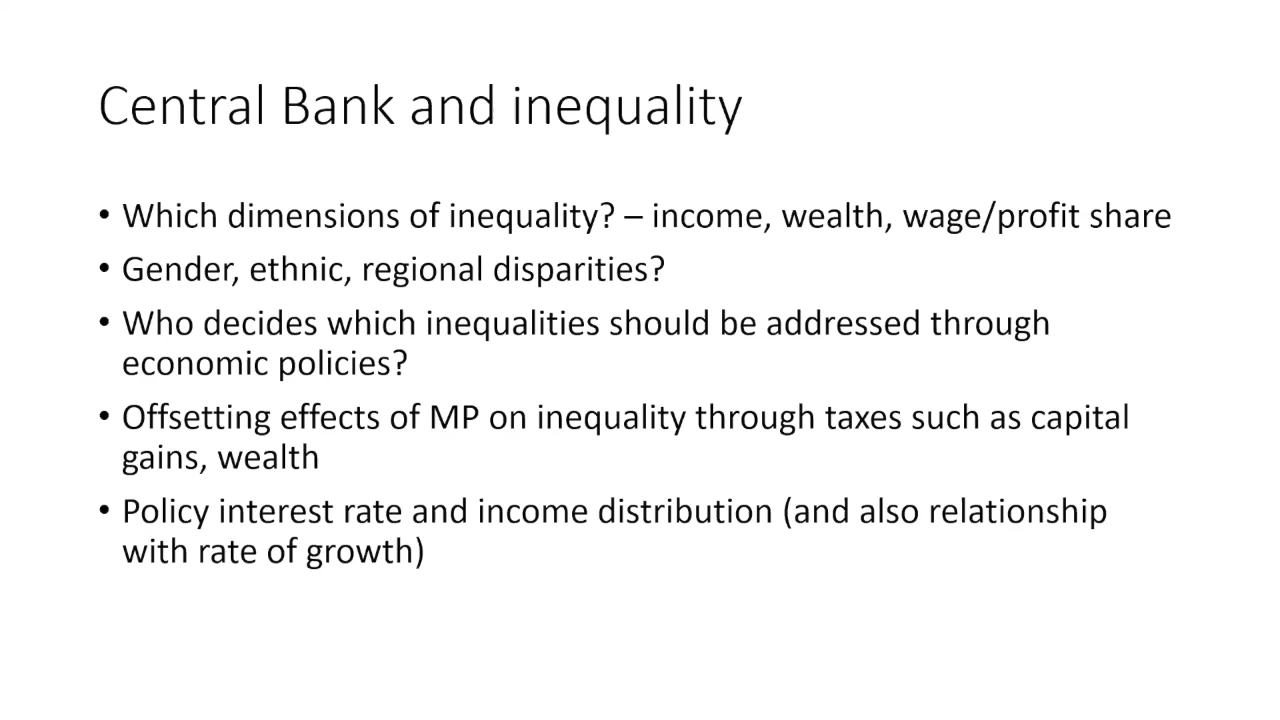 Central Bank and inequality
• Which dimensions of inequality? – income, wealth, wage/profit share
• Gender, ethnic, regional disparities?
• Who decides which inequalities should be addressed through
economic policies?
• Offsetting effects of MP on inequality through taxes such as capital
gains, wealth
• Policy interest rate and income distribution (and also relationship
with rate of growth)